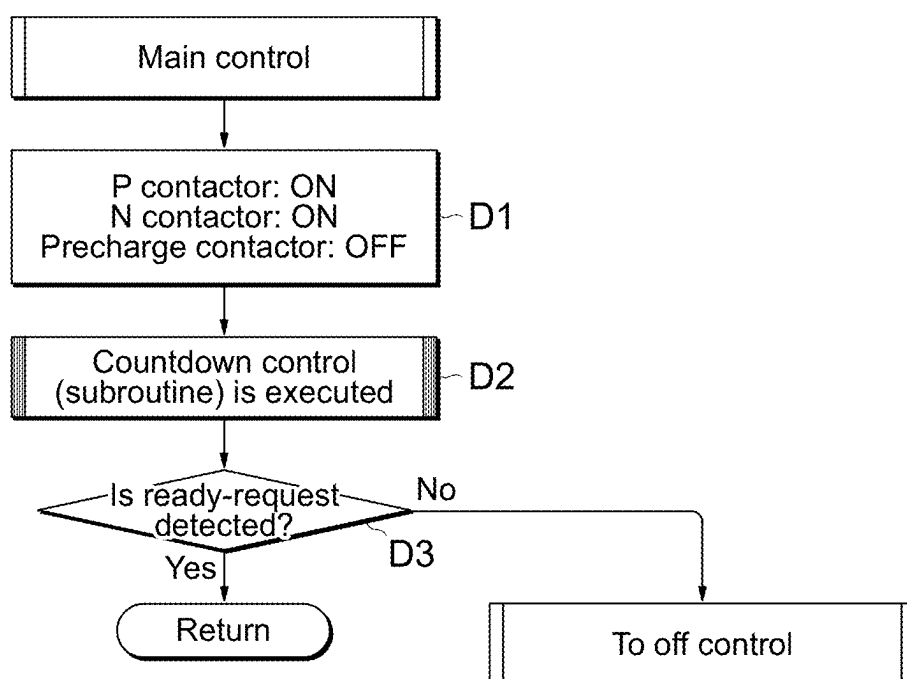 Main control
P contactor: ON
N contactor: ON
Precharge contactor: OFF
D1
Countdown control
(subroutine) is executed
D2
Is ready-request
detected?
No
D3
Yes
Return
To off control